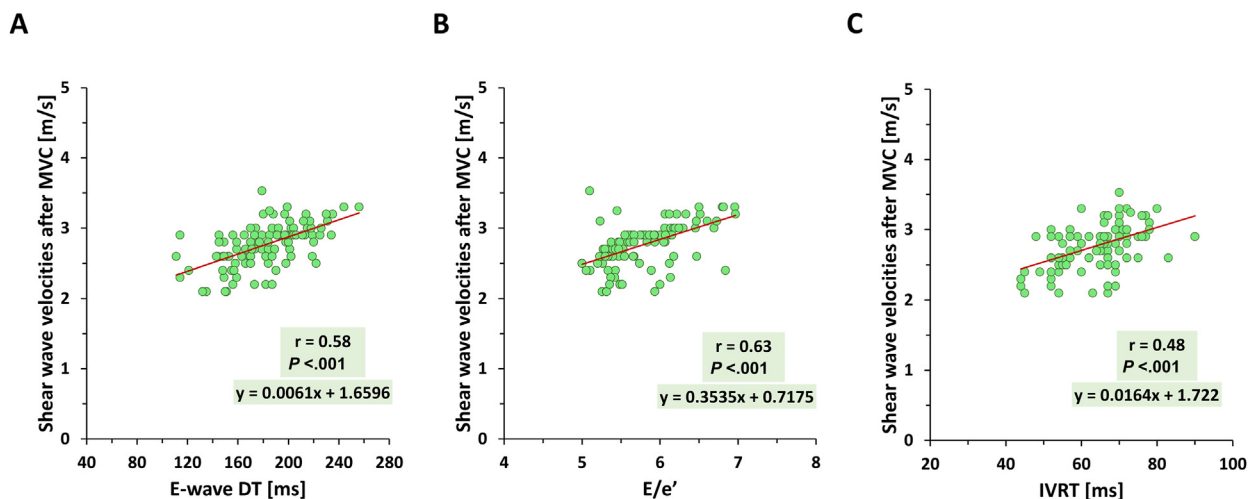 A
Shear wave velocities after MVC [m/s]
5
4
3
2
1
0
r = 0.58
P <.001
y = 0.0061x + 1.6596
40 80 120 160 200 240 280
E-wave DT [ms]
B
Shear wave velocities after MVC [m/s]
5
4
3
2
1
0
r = 0.63
P <.001
y = 0.3535x + 0.7175
4 5 6 7 8
E/e’
C
Shear wave velocities after MVC [m/s]
5
4
3
2
1
0
r = 0.48
P <.001
y = 0.0164x + 1.722
20 40 60 80 100
IVRT [ms]